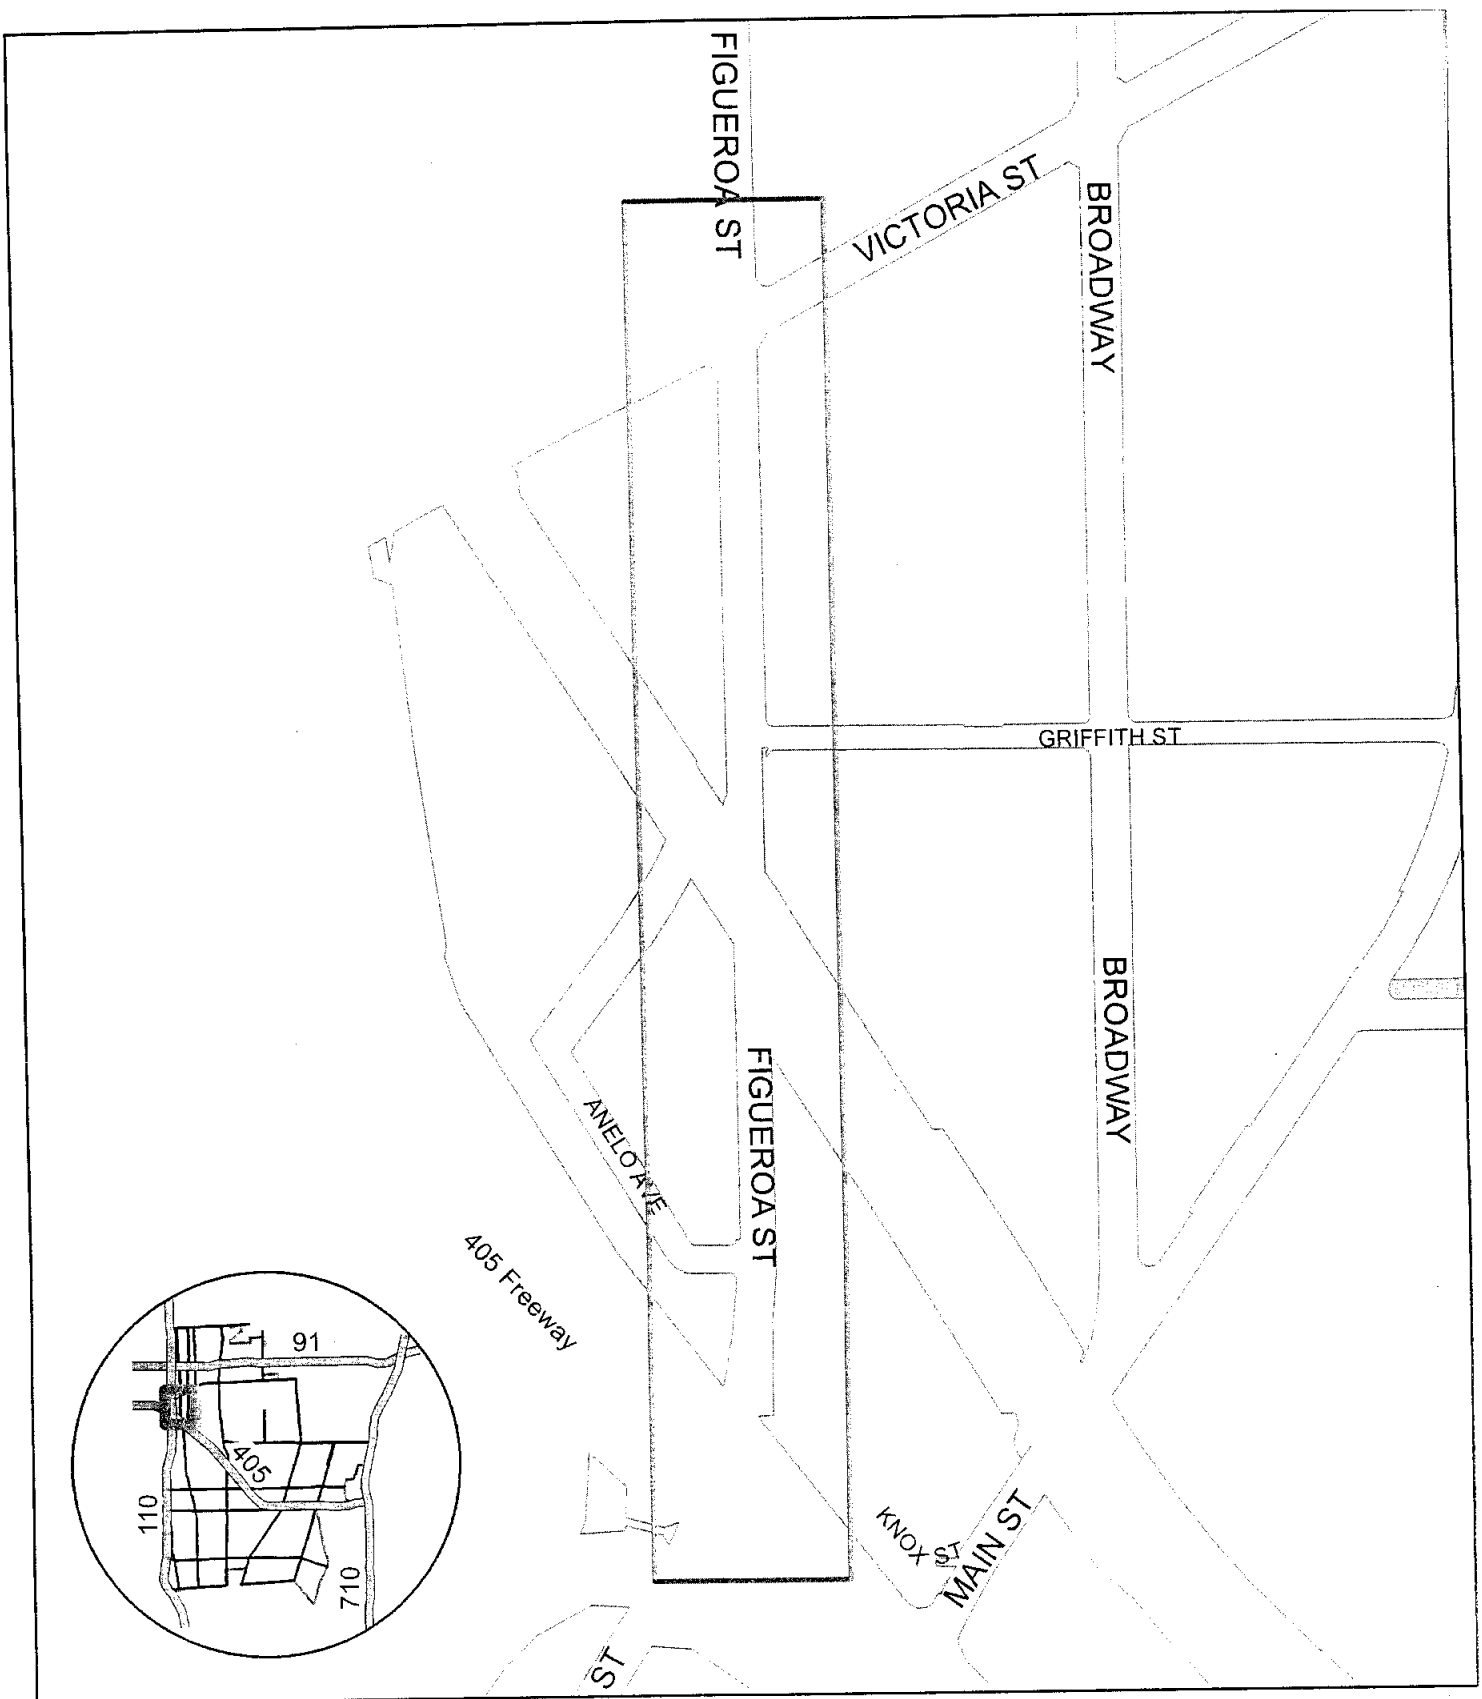 FIGUEROA ST
VICTORIA ST
BROADWAY
GRIFFITH ST
BROADWAY
FIGUEROA ST
ANELO AVE
405 Freeway
KNOX ST
MAIN ST
ST
91
405
110
710